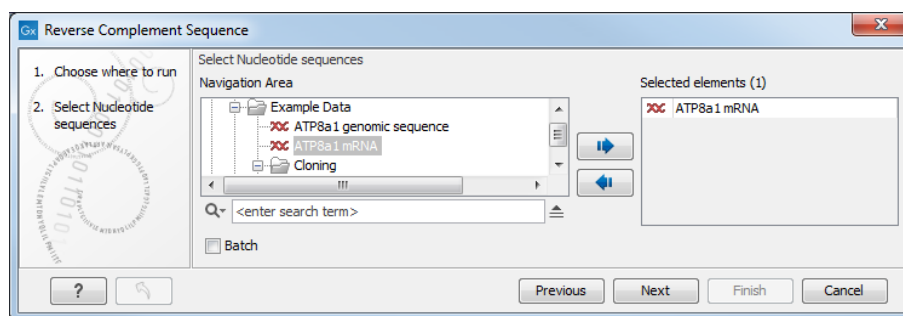 Gx Reverse Complement Sequence
X
1. Choose where to run
2. Select Nucleotide
sequences
Select Nucleotide sequences
Navigation Area
Example Data
ATP8a1 genomic sequence
ATP8a1 mRNA
Cloning
<enter search term>
Batch
Selected elements (1)
ATP8a1 mRNA
?
Previous
Next
Finish
Cancel